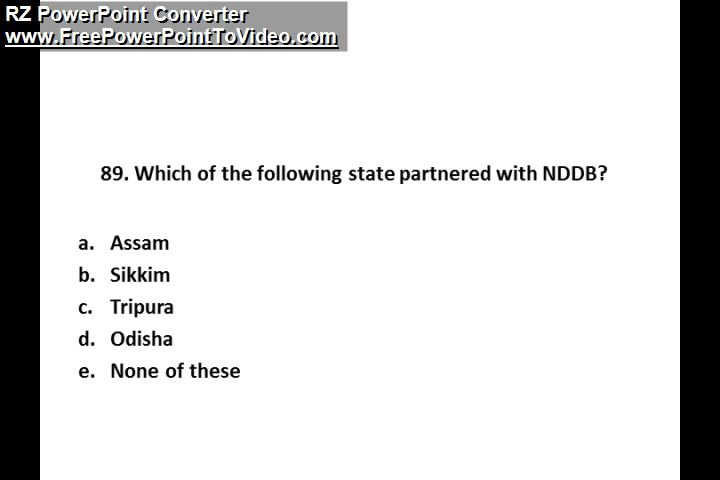 RZ PowerPoint Converter
www.FreePowerPointToVideo.com
89. Which of the following state partnered with NDDB?
a. Assam
b. Sikkim
c. Tripura
d. Odisha
e. None of these